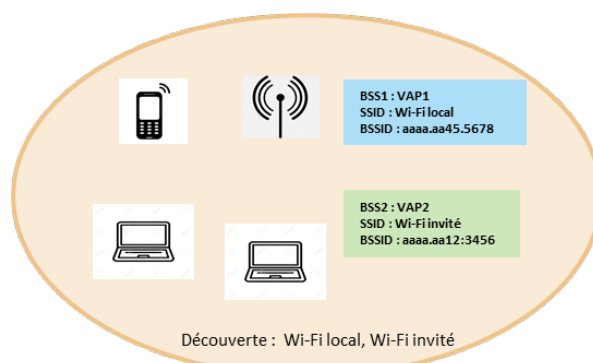 BSS1 : VAP1
SSID : Wi-Fi local
BSSID : aaaa.aa45.5678
BSS2 : VAP2
SSID : Wi-Fi invité
BSSID : aaaa.aa12:3456
Découverte : Wi-Fi local, Wi-Fi invité